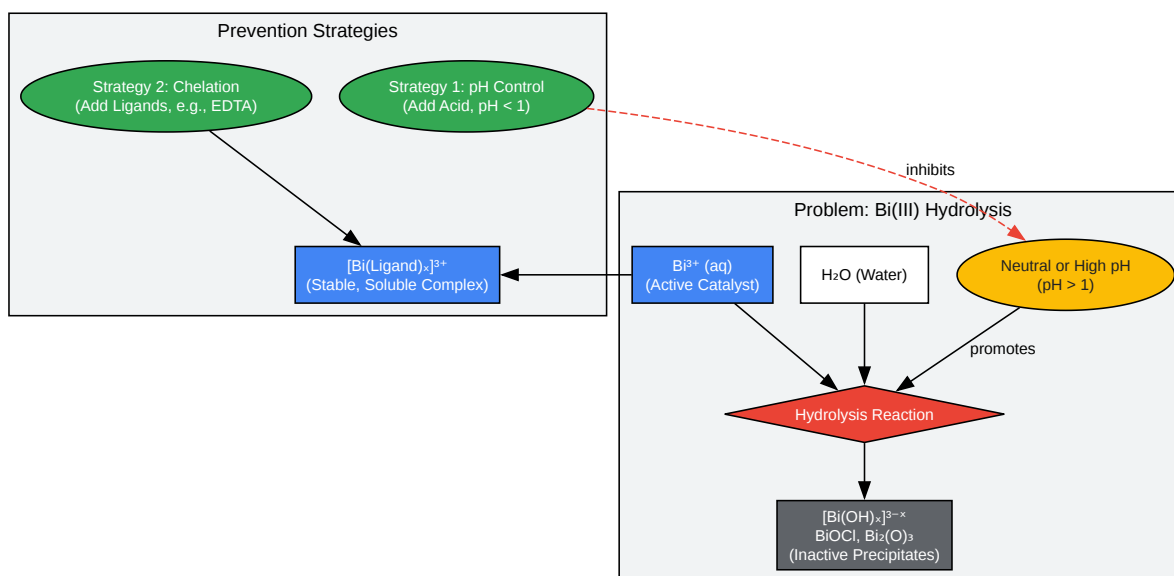 Prevention Strategies
Strategy 2: Chelation
(Add Ligands, e.g., EDTA)
Strategy 1: pH Control
(Add Acid, pH < 1)
inhibits
Problem: Bi(III) Hydrolysis
[Bi(Ligand)ₓ]³⁺
(Stable, Soluble Complex)
Bi³⁺ (aq)
(Active Catalyst)
H₂O (Water)
Neutral or High pH
(pH > 1)
promotes
Hydrolysis Reaction
[Bi(OH)ₓ]³⁻ˣ
BiOCl, Bi₂(O)₃
(Inactive Precipitates)